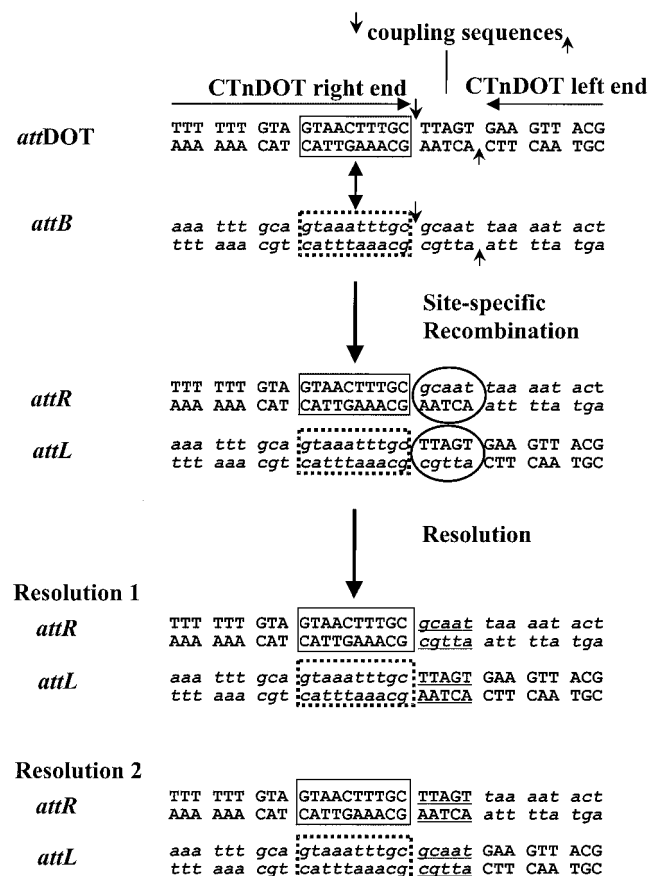 coupling sequences
CTnDOT right end CTnDOT left end
attDOT
TTT TTT GTA GTAACTTTGC TTAGT GAA GTT ACG
AAA AAA CAT CATTGAAACG AATCA CTT CAA TGC
attB
aaa ttt gca gtaaatttgc gcaat taa aat act
ttt aaa cgt catttaaacg cgtta att tta tga
Site-specific
Recombination
attR
TTT TTT GTA GTAACTTTGC gcaat taa aat act
AAA AAA CAT CATTGAAACG AATCA att tta tga
attL
aaa ttt gca gtaaatttgc TTAGT GAA GTT ACG
ttt aaa cgt catttaaacg cgtta CTT CAA TGC
Resolution
Resolution 1
attR
TTT TTT GTA GTAACTTTGC gcaat taa aat act
AAA AAA CAT CATTGAAACG cgtta att tta tga
attL
aaa ttt gca gtaaatttgc TTAGT GAA GTT ACG
ttt aaa cgt catttaaacg AATCA CTT CAA TGC
Resolution 2
attR
TTT TTT GTA GTAACTTTGC TTAGT taa aat act
AAA AAA CAT CATTGAAACG AATCA att tta tga
attL
aaa ttt gca gtaaatttgc gcaat GAA GTT ACG
ttt aaa cgt catttaaacg cgtta CTT CAA TGC